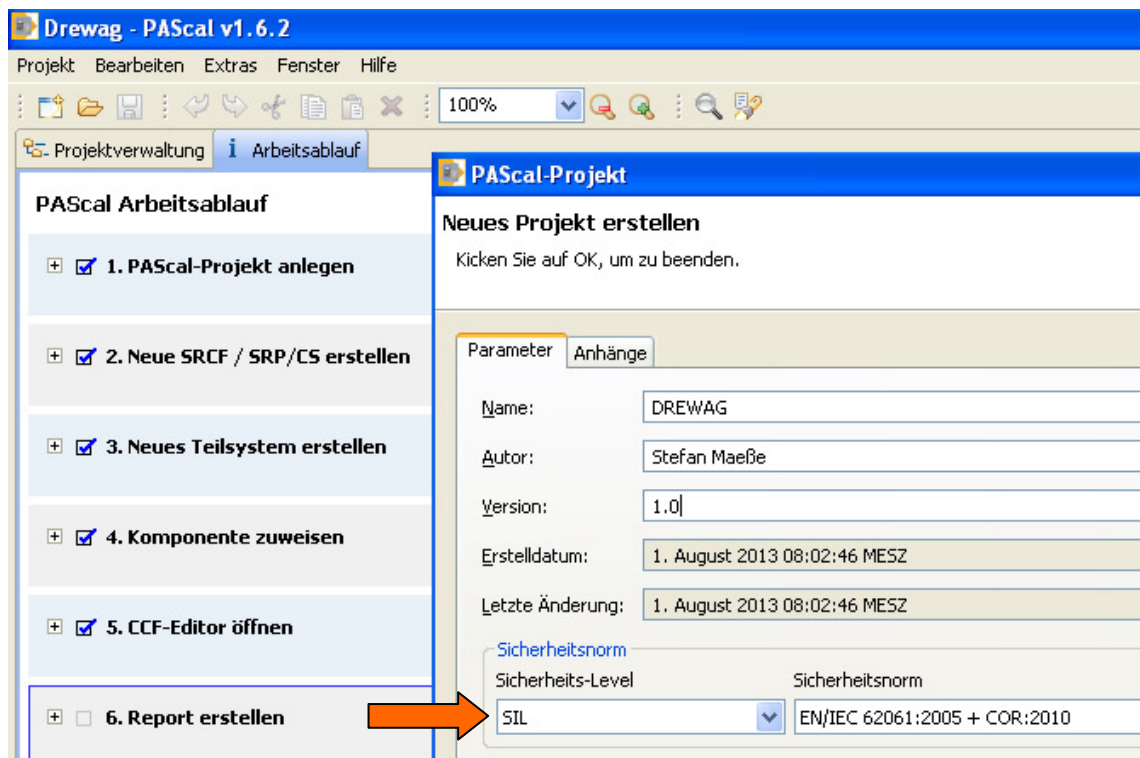 Drewag - PAScal v1.6.2
Projekt Bearbeiten Extras Fenster Hilfe
100%
Projektverwaltung i Arbeitsablauf
PAScal Arbeitsablauf
1. PAScal-Projekt anlegen
2. Neue SRCF / SRP/CS erstellen
3. Neues Teilsystem erstellen
4. Komponente zuweisen
5. CCF-Editor öffnen
6. Report erstellen
PAScal-Projekt
Neues Projekt erstellen
Kicken Sie auf OK, um zu beenden.
Parameter Anhänge
Name: DREWAG
Autor: Stefan Maeße
Version: 1.0
Erstelldatum: 1. August 2013 08:02:46 MESZ
Letzte Änderung: 1. August 2013 08:02:46 MESZ
Sicherheitsnorm
Sicherheits-Level Sicherheitsnorm
SIL EN/IEC 62061:2005 + COR:2010